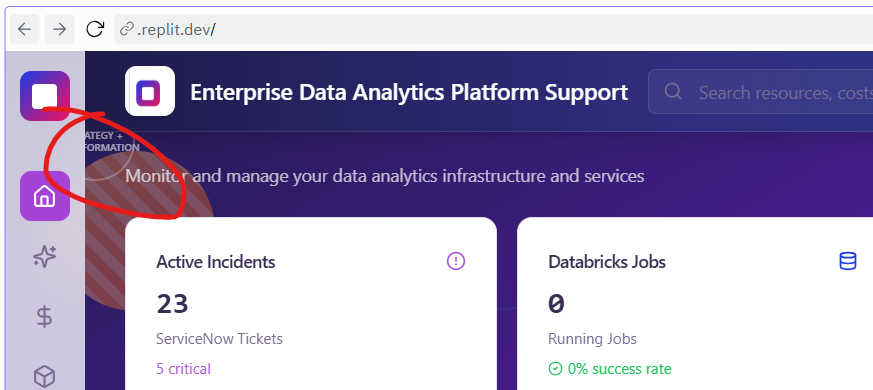 .replit.dev/
Enterprise Data Analytics Platform Support
Search resources, costs
ATEGY +
FORMATION
Monitor and manage your data analytics infrastructure and services
Active Incidents
23
ServiceNow Tickets
5 critical
Databricks Jobs
0
Running Jobs
0% success rate